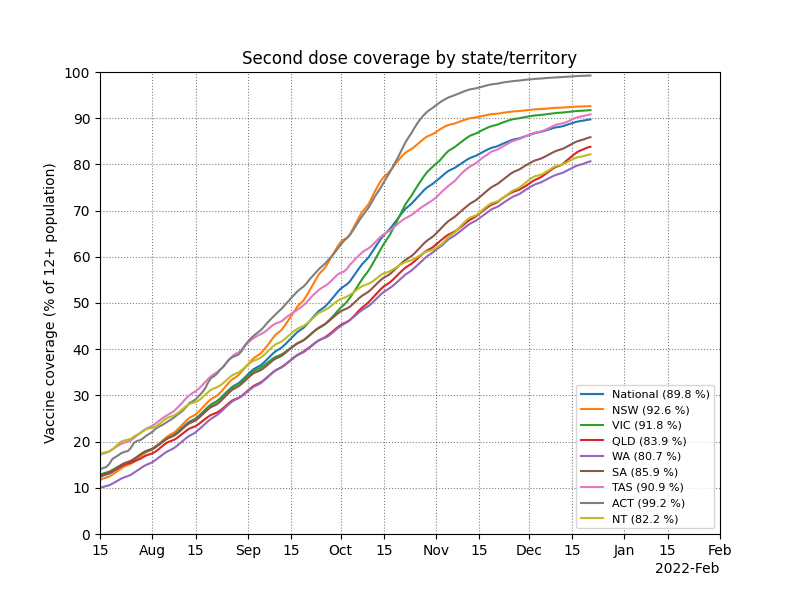 Second dose coverage by state/territory
Vaccine coverage (% of 12+ population)
100
90
80
70
60
50
40
30
20
10
0
National (89.8 %)
NSW (92.6 %)
VIC (91.8 %)
QLD (83.9 %)
WA (80.7 %)
SA (85.9 %)
TAS (90.9 %)
ACT (99.2 %)
NT (82.2 %)
15 Aug 15 Sep 15 Oct 15 Nov 15 Dec 15 Jan 15 Feb
2022-Feb